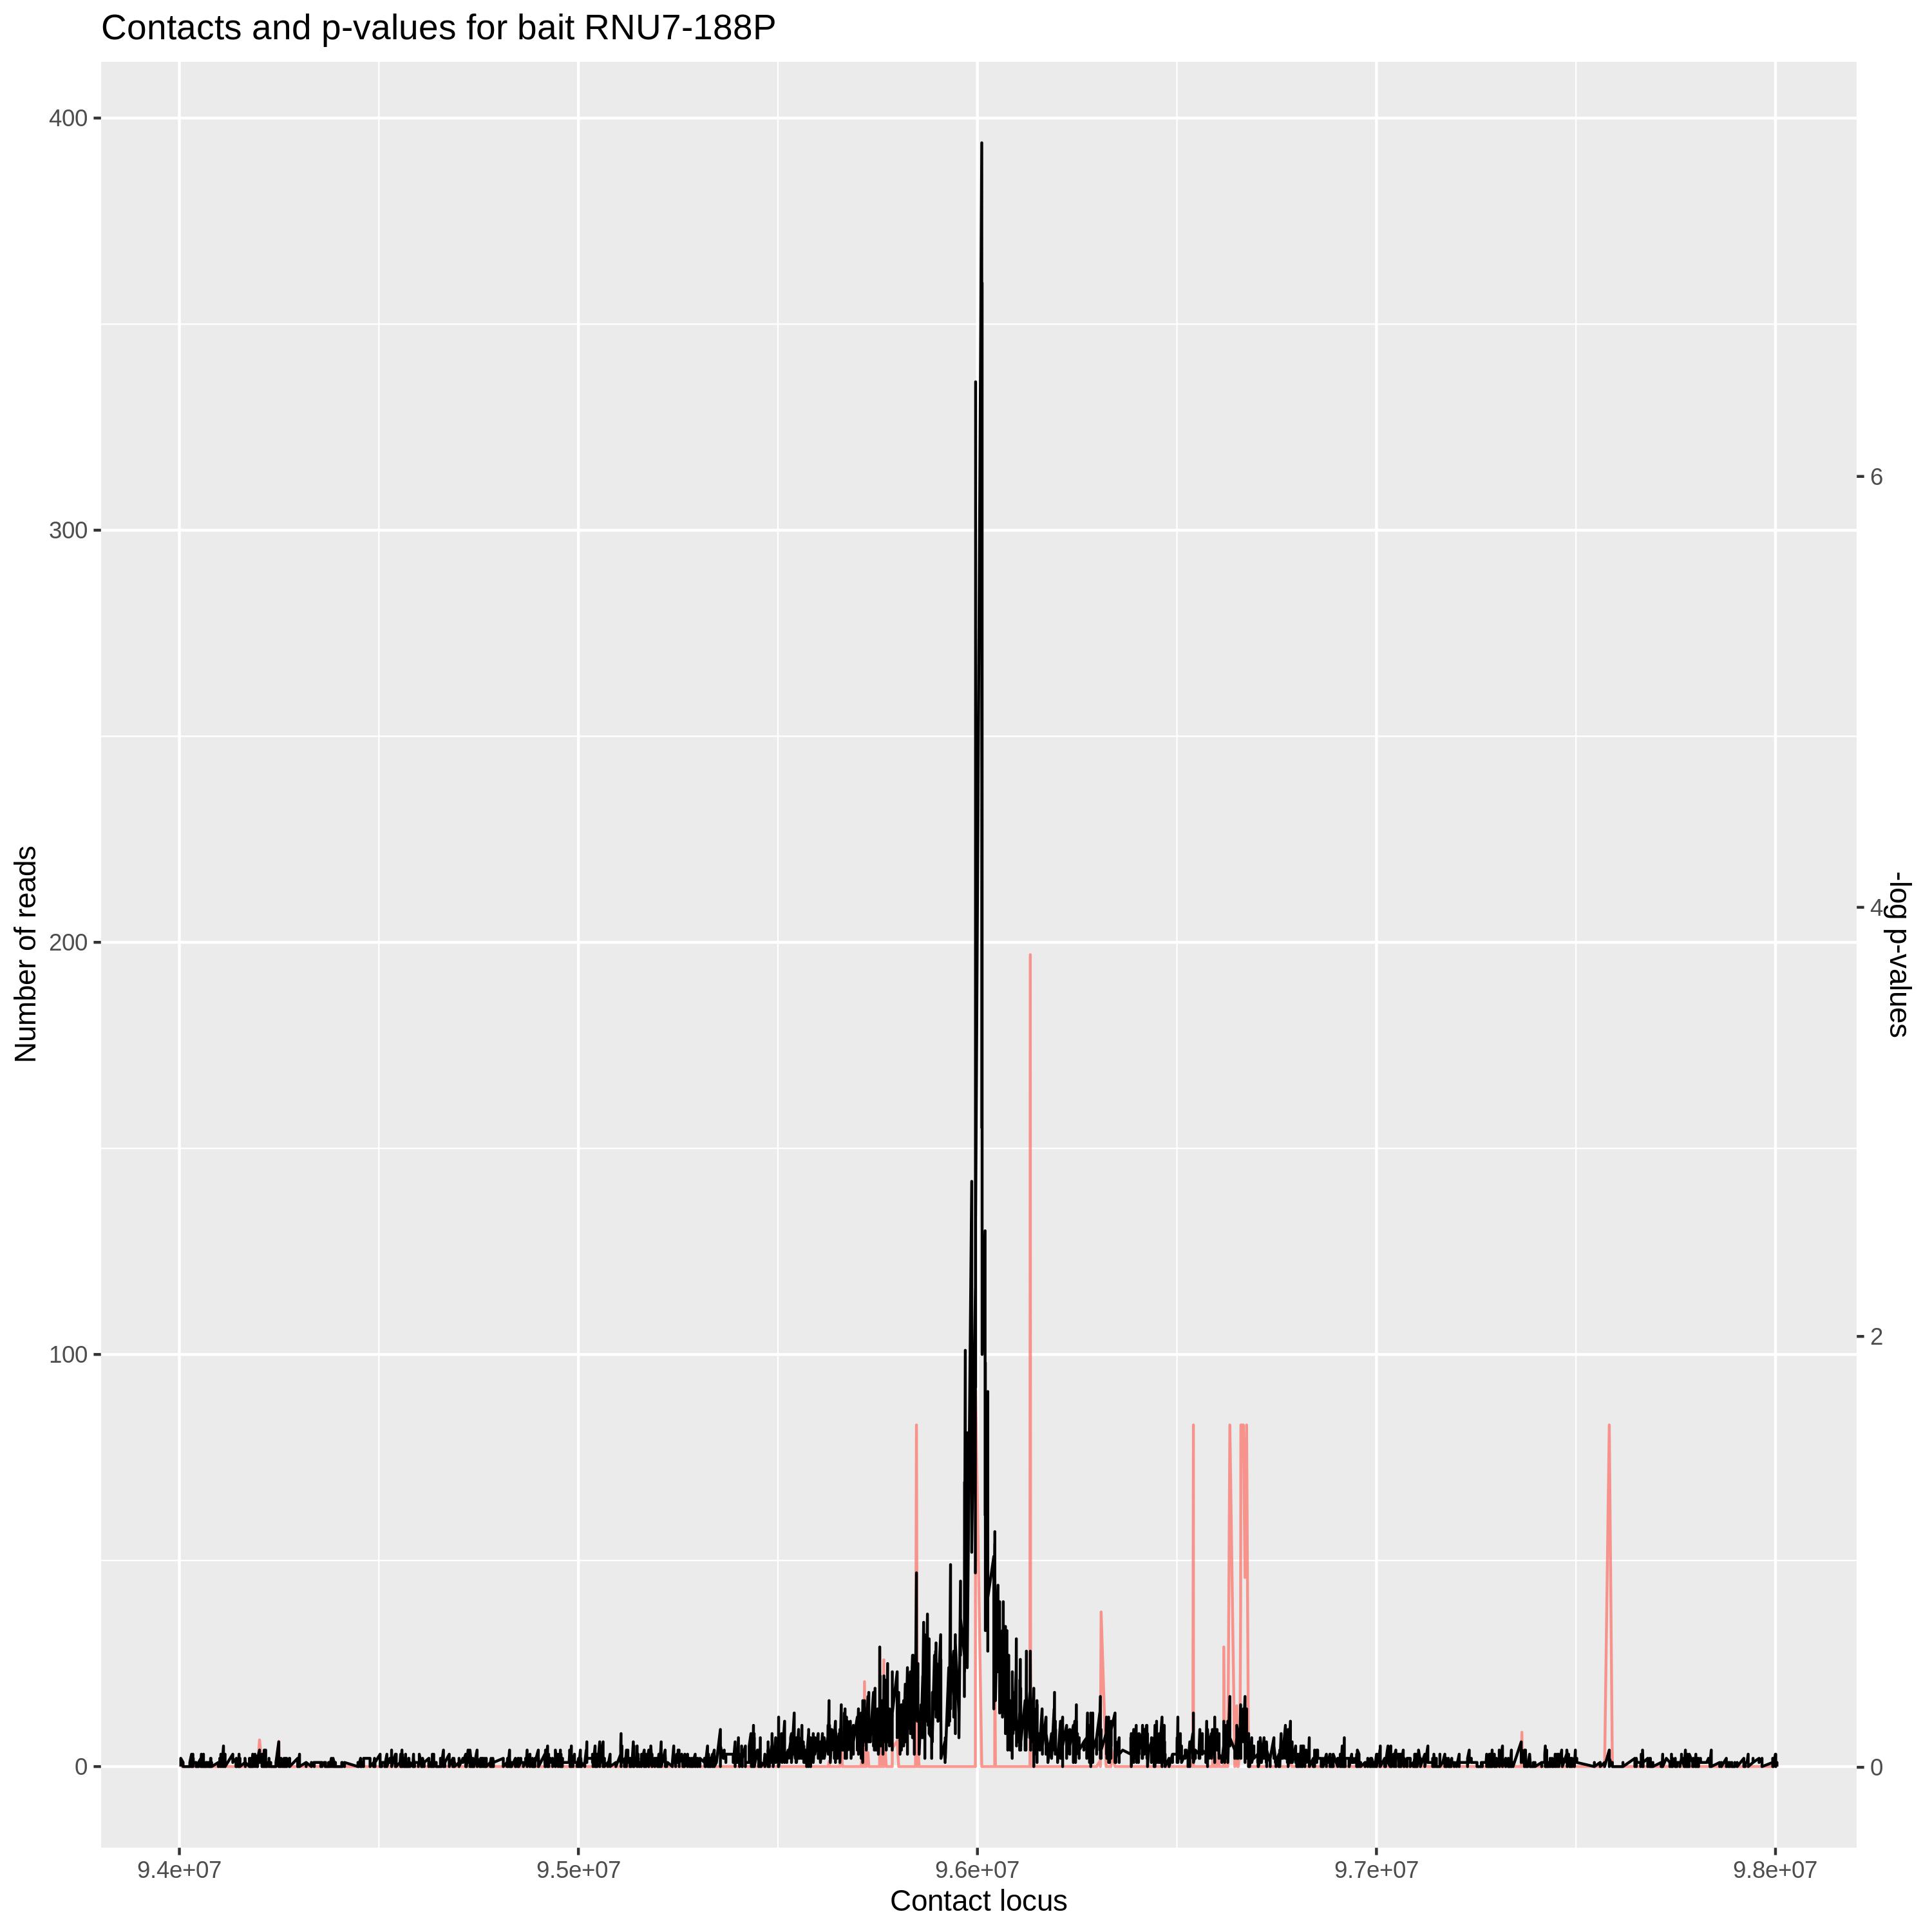 Contacts and p-values for bait RNU7-188P
400
300
200
100
0
Number of reads
6
4
2
0
-log p-values
9.4e+07
9.5e+07
9.6e+07
9.7e+07
9.8e+07
Contact locus